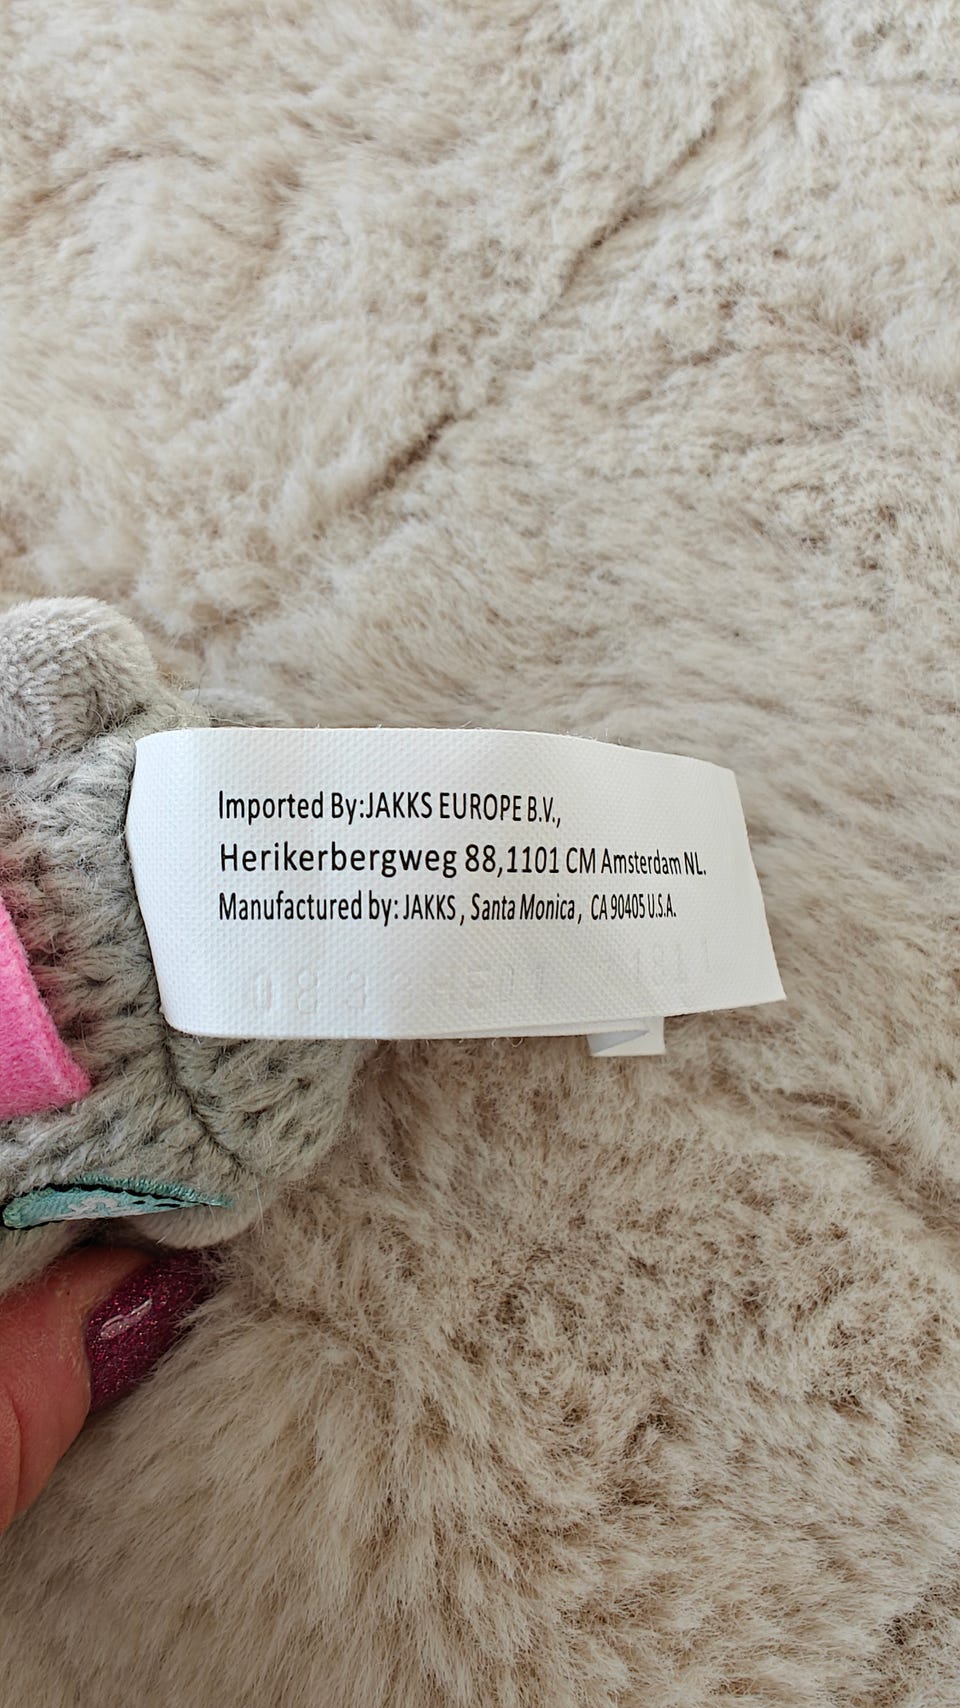 Imported By:JAKKS EUROPE B.V.,
Herikerbergweg 88,1101 CM Amsterdam NL.
Manufactured by: JAKKS, Santa Monica, CA 90405 U.S.A.